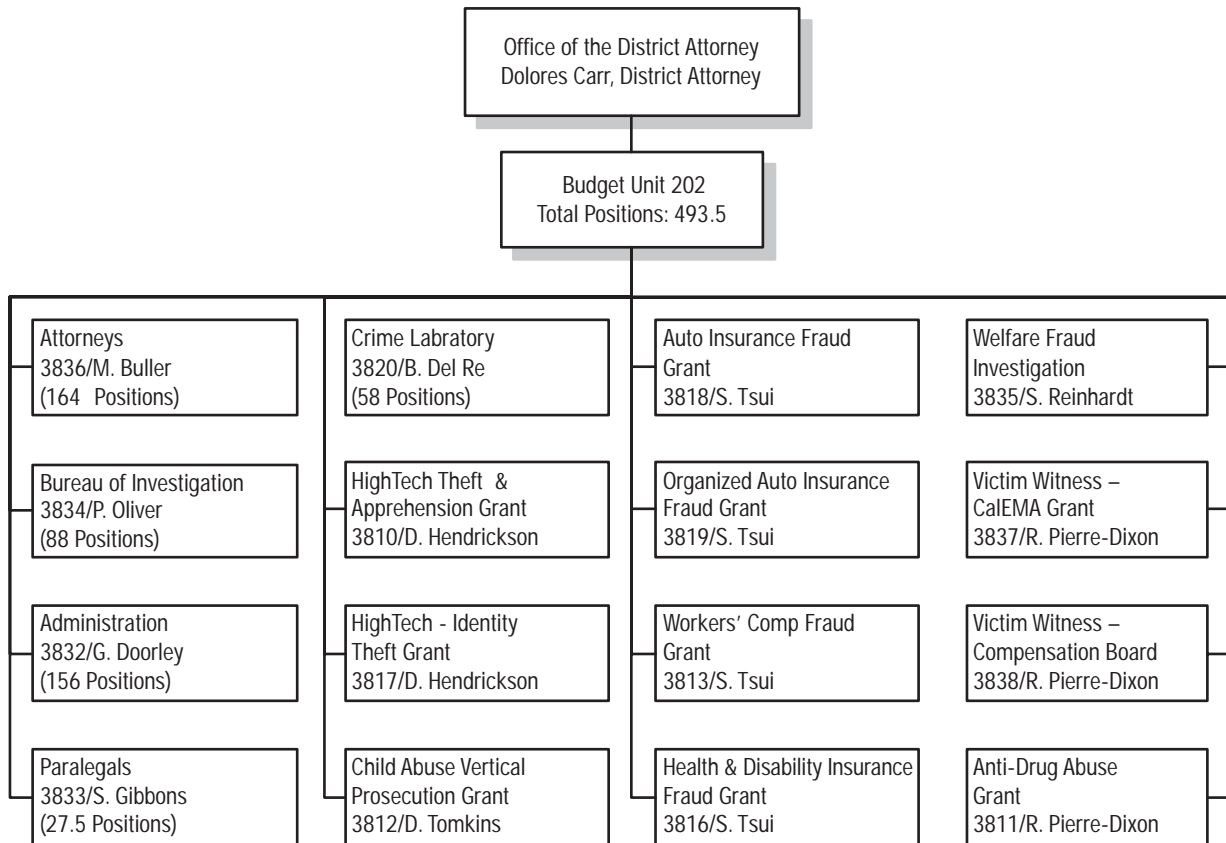 Office of the District Attorney
Dolores Carr, District Attorney
Budget Unit 202
Total Positions: 493.5
Attorneys
3836/M. Buller
(164 Positions)
Bureau of Investigation
3834/P. Oliver
(88 Positions)
Administration
3832/G. Doorley
(156 Positions)
Paralegals
3833/S. Gibbons
(27.5 Positions)
Crime Labratory
3820/B. Del Re
(58 Positions)
HighTech Theft &
Apprehension Grant
3810/D. Hendrickson
HighTech - Identity
Theft Grant
3817/D. Hendrickson
Child Abuse Vertical
Prosecution Grant
3812/D. Tomkins
Auto Insurance Fraud
Grant
3818/S. Tsui
Organized Auto Insurance
Fraud Grant
3819/S. Tsui
Workers’ Comp Fraud
Grant
3813/S. Tsui
Health & Disability Insurance
Fraud Grant
3816/S. Tsui
Welfare Fraud
Investigation
3835/S. Reinhardt
Victim Witness –
CalEMA Grant
3837/R. Pierre-Dixon
Victim Witness –
Compensation Board
3838/R. Pierre-Dixon
Anti-Drug Abuse
Grant
3811/R. Pierre-Dixon